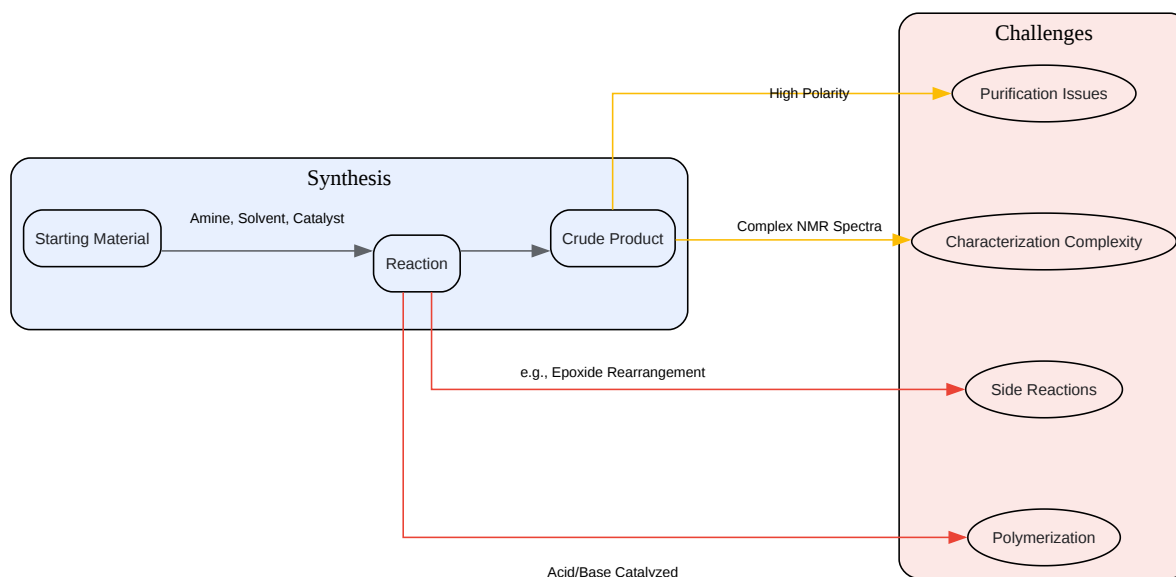 Challenges
High Polarity
Purification Issues
Synthesis
Starting Material
Amine, Solvent, Catalyst
Reaction
Crude Product
Complex NMR Spectra
Characterization Complexity
e.g., Epoxide Rearrangement
Side Reactions
Polymerization
Acid/Base Catalyzed